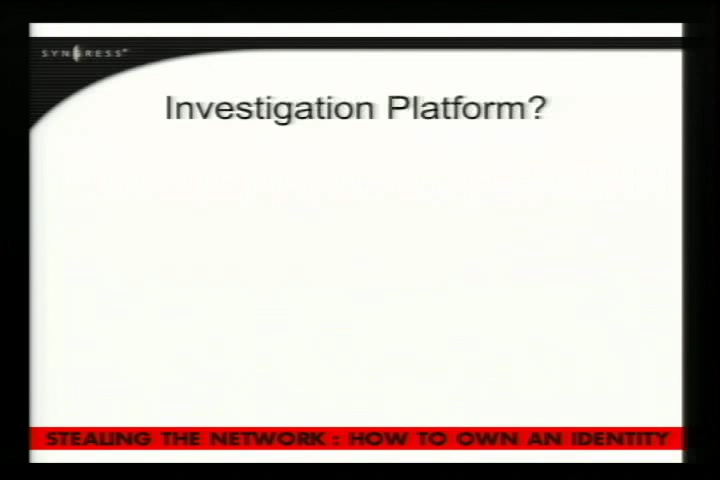 SYNGRESS
Investigation Platform?
STEALING THE NETWORK : HOW TO OWN AN IDENTITY